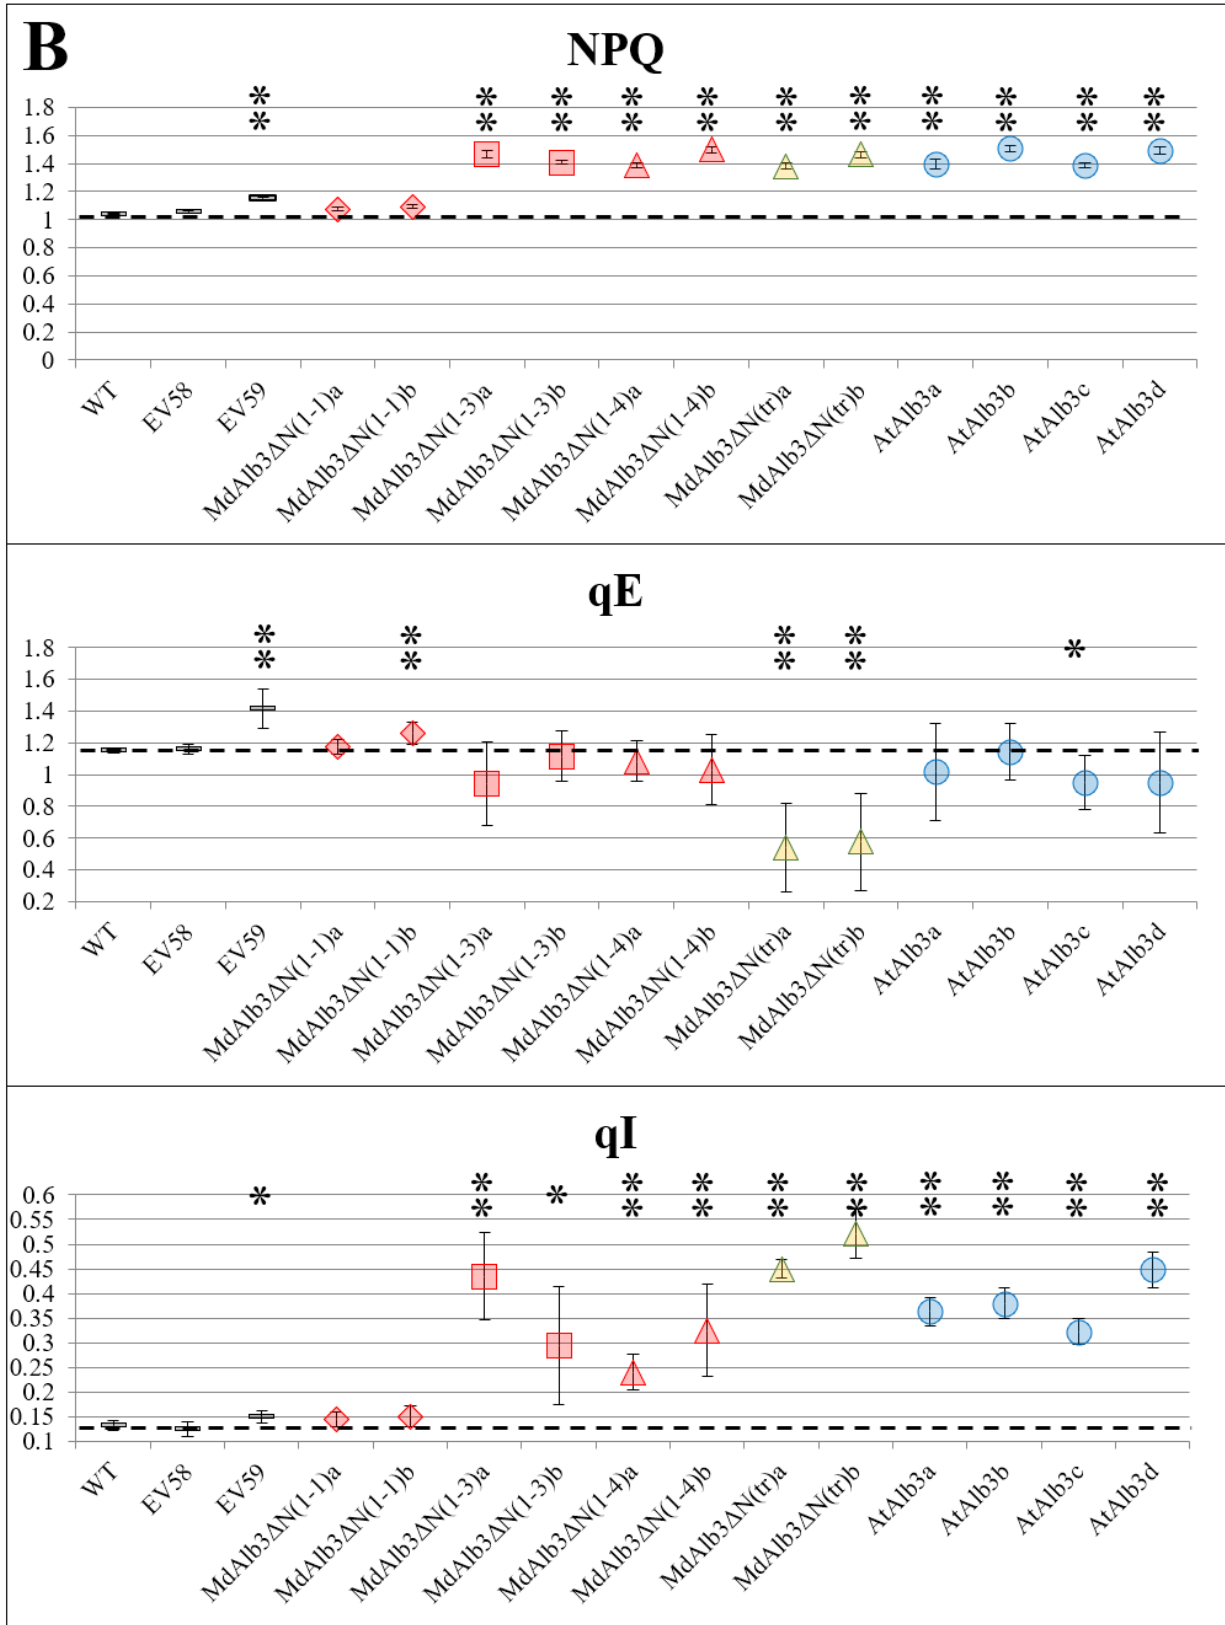 B
NPQ
* * * * * * * * * * *
* * * * * * * * * * *
1.8
1.6
1.4
1.2
1
0.8
0.6
0.4
0.2
0
WT
EV58
EV59
MdAlb3ΔN(1-1)a
MdAlb3ΔN(1-1)b
MdAlb3ΔN(1-3)a
MdAlb3ΔN(1-3)b
MdAlb3ΔN(1-4)a
MdAlb3ΔN(1-4)b
MdAlb3ΔN(tr)a
MdAlb3ΔN(tr)b
AtAlb3a
AtAlb3b
AtAlb3c
AtAlb3d
qE
* * * * *
* * * *
1.8
1.6
1.4
1.2
1
0.8
0.6
0.4
0.2
WT
EV58
EV59
MdAlb3ΔN(1-1)a
MdAlb3ΔN(1-1)b
MdAlb3ΔN(1-3)a
MdAlb3ΔN(1-3)b
MdAlb3ΔN(1-4)a
MdAlb3ΔN(1-4)b
MdAlb3ΔN(tr)a
MdAlb3ΔN(tr)b
AtAlb3a
AtAlb3b
AtAlb3c
AtAlb3d
qI
* * * * * * * * * * *
* * * * * * * * *
0.6
0.55
0.5
0.45
0.4
0.35
0.3
0.25
0.2
0.15
0.1
WT
EV58
EV59
MdAlb3ΔN(1-1)a
MdAlb3ΔN(1-1)b
MdAlb3ΔN(1-3)a
MdAlb3ΔN(1-3)b
MdAlb3ΔN(1-4)a
MdAlb3ΔN(1-4)b
MdAlb3ΔN(tr)a
MdAlb3ΔN(tr)b
AtAlb3a
AtAlb3b
AtAlb3c
AtAlb3d